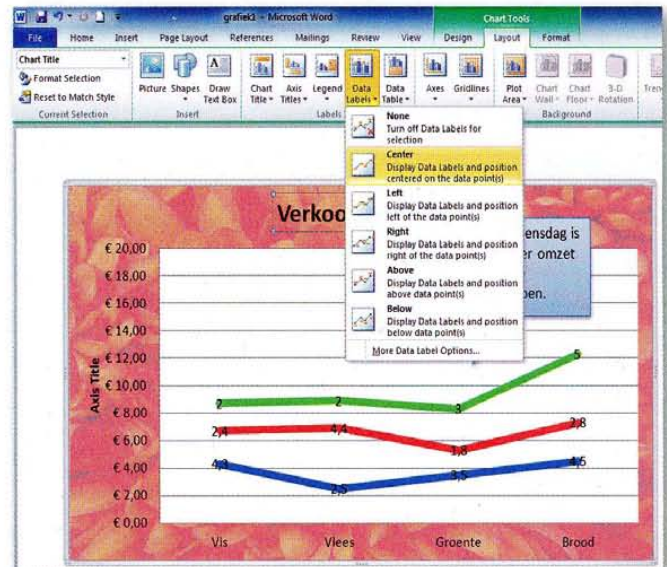 grafiek1 - Microsoft Word
Chart Tools
File Home Insert Page Layout References Mailings Review View Design Layout Format
Chart Title
Format Selection
Reset to Match Style
Current Selection
Picture Shapes Draw Text Box
Insert
Chart Title Axis Titles Legend Data Labels Data Table
Labels
Axes Gridlines
Plot Area Chart Wall Chart Floor 3-D Rotation
Background
None
Turn off Data Labels for
selection
Center
Display Data Labels and position
centered on the data point(s)
Left
Display Data Labels and position
left of the data point(s)
Right
Display Data Labels and position
right of the data point(s)
Above
Display Data Labels and position
above data point(s)
Below
Display Data Labels and position
below data point(s)
More Data Label Options...
omzet
is
€ 20,00
€ 18,00
€ 16,00
€ 14,00
€ 12,00
€ 10,00
€ 8,00
€ 6,00
€ 4,00
€ 2,00
€ 0,00
Axis Title
2 2 3 5
2,4 4,4 1,8 2,8
4,3 2,5 3,5 4,5
Vis Vlees Groente Brood